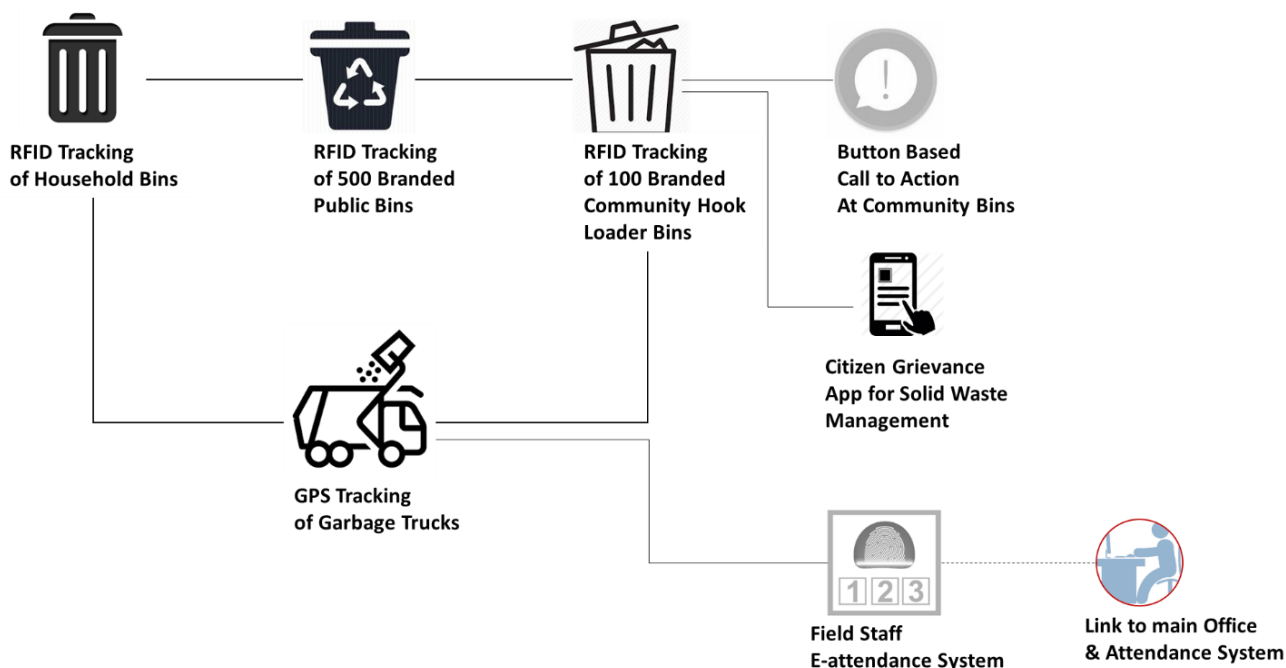 RFID Tracking
of Household Bins
RFID Tracking
of 500 Branded
Public Bins
RFID Tracking
of 100 Branded
Community Hook
Loader Bins
Button Based
Call to Action
At Community Bins
!
Citizen Grievance
App for Solid Waste
Management
GPS Tracking
of Garbage Trucks
1 2 3
Field Staff
E-attendance System
Link to main Office
& Attendance System